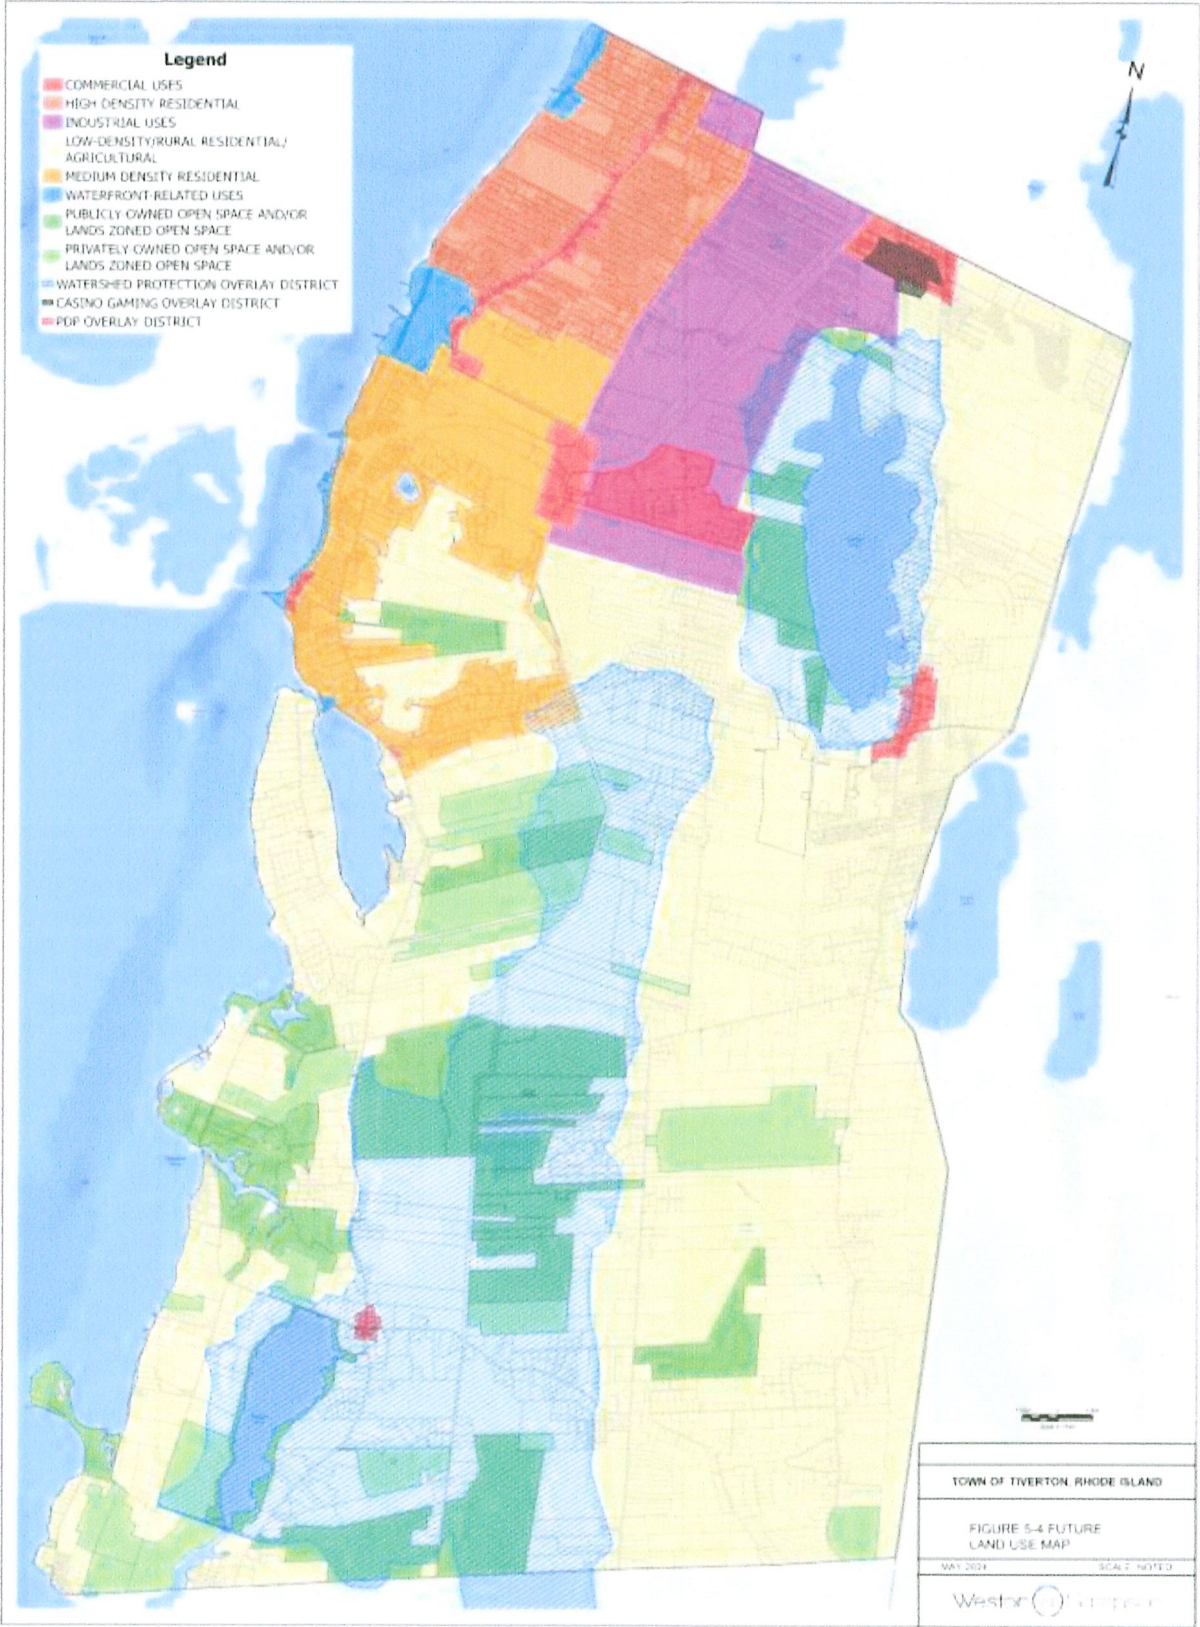 Legend
COMMERCIAL USES
HIGH DENSITY RESIDENTIAL
INDUSTRIAL USES
LOW-DENSITY/RURAL RESIDENTIAL/
AGRICULTURAL
MEDIUM DENSITY RESIDENTIAL
WATERFRONT-RELATED USES
PUBLICLY OWNED OPEN SPACE AND/OR
LANDS ZONED OPEN SPACE
PRIVATELY OWNED OPEN SPACE AND/OR
LANDS ZONED OPEN SPACE
WATERSHED PROTECTION OVERLAY DISTRICT
CASINO GAMING OVERLAY DISTRICT
PDP OVERLAY DISTRICT
N
TOWN OF TIVERTON, RHODE ISLAND
FIGURE 5-4 FUTURE
LAND USE MAP
MAY 2024 SCALE: NOTED
Weston & Sampson